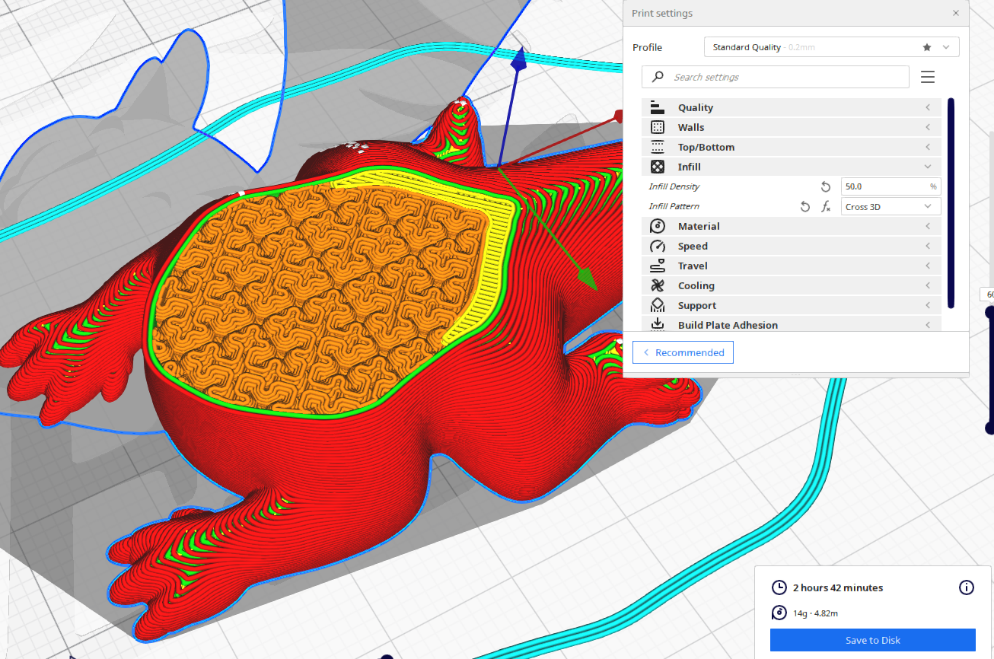 Print settings ×
Profile Standard Quality - 0.2mm
Search settings
Quality
Walls
Top/Bottom
Infill
Infill Density 50.0 %
Infill Pattern fx Cross 3D
Material
Speed
Travel
Cooling
Support
Build Plate Adhesion
Recommended
2 hours 42 minutes
14g - 4.82m
Save to Disk